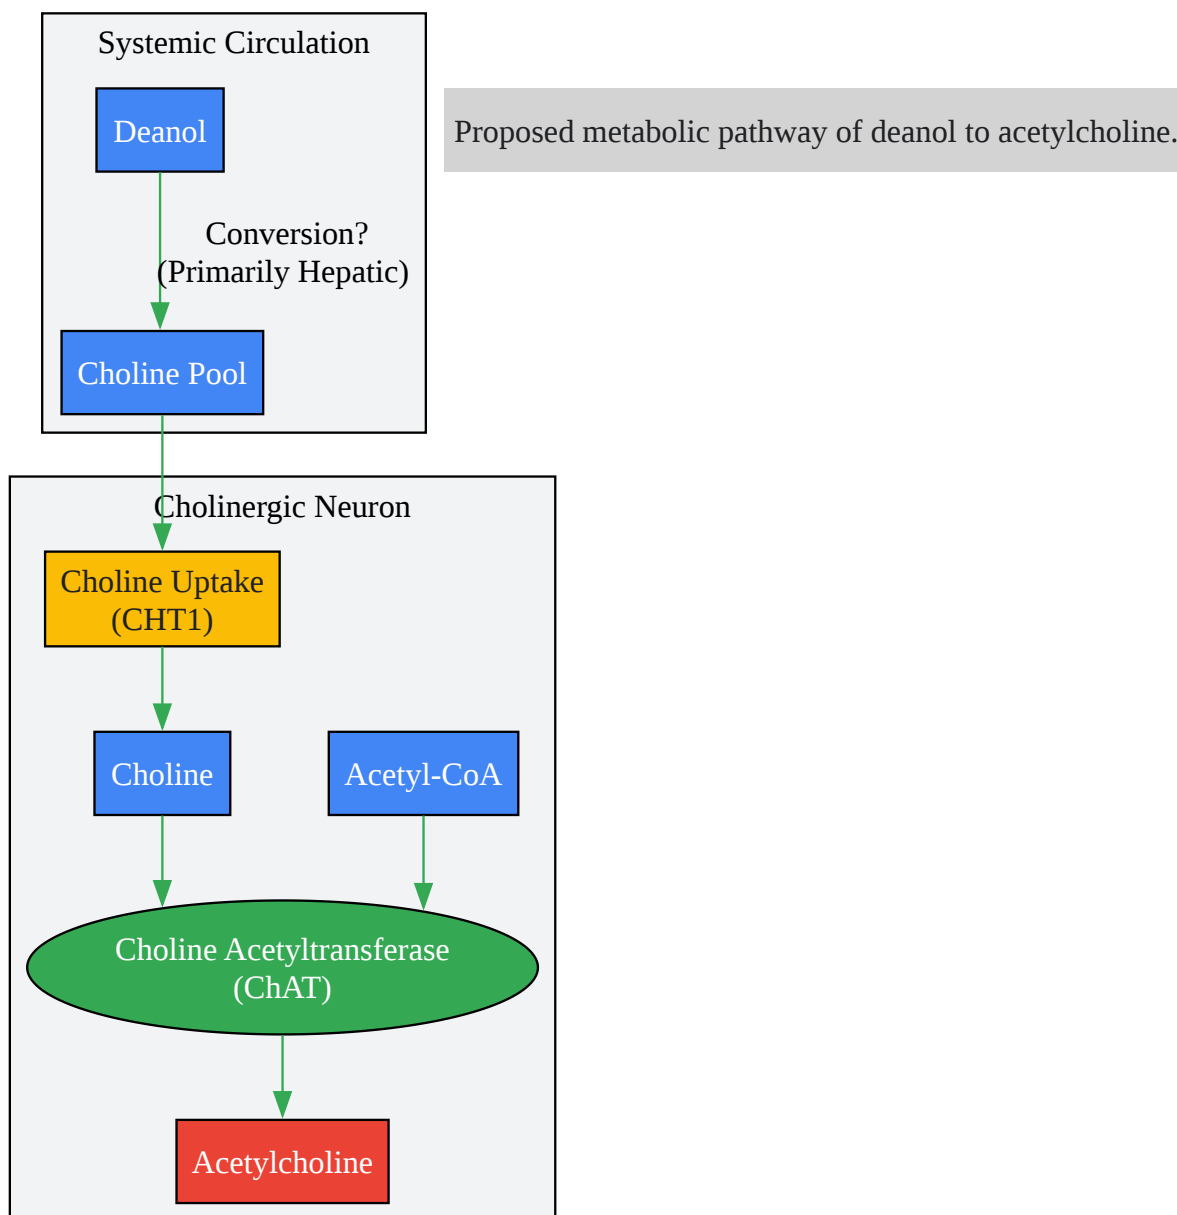 Systemic Circulation
Deanol
Proposed metabolic pathway of deanol to acetylcholine.
Conversion?
(Primarily Hepatic)
Choline Pool
Cholinergic Neuron
Choline Uptake
(CHT1)
Choline
Acetyl-CoA
Choline Acetyltransferase
(ChAT)
Acetylcholine